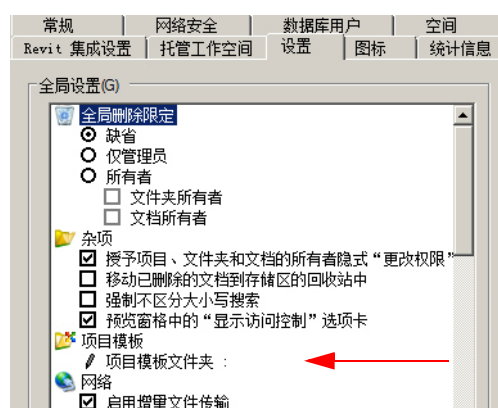 常规 网络安全 数据库用户 空间
Revit 集成设置 托管工作空间 设置 图标 统计信息
全局设置(G)
全局删除限定
缺省
仅管理员
所有者
文件夹所有者
文档所有者
杂项
授予项目、文件夹和文档的所有者隐式“更改权限”
移动已删除的文档到存储区的回收站中
强制不区分大小写搜索
预览窗格中的“显示访问控制”选项卡
项目模板
项目模板文件夹 :
网络
启用增量文件传输